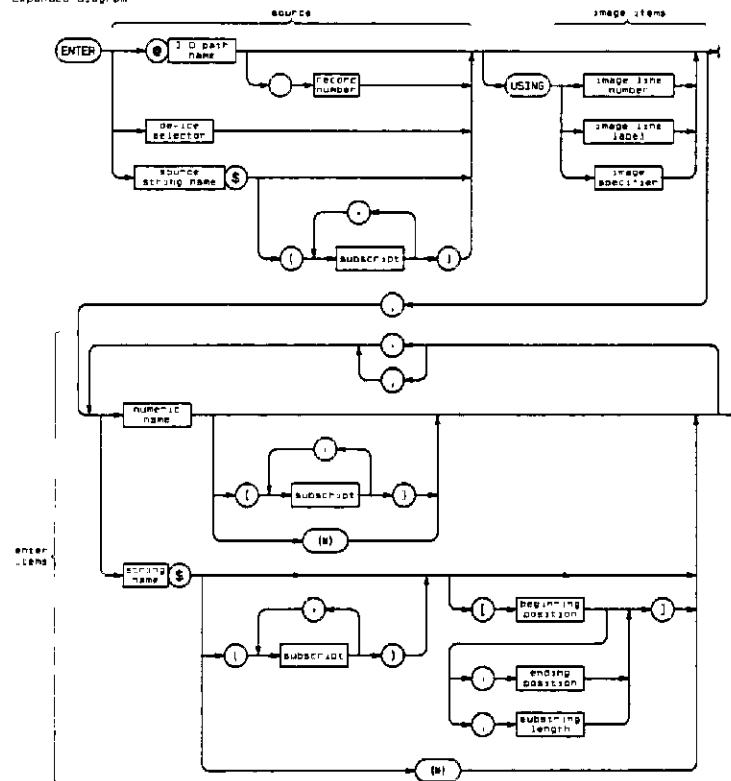 Expanded diagram
source
image items
ENTER
@
I/O path
name
,
record
number
USING
image line
number
device
selector
image line
label
source
string name
$
image
specifier
,
(
subscript
)
;
,
,
numeric
name
,
(
subscript
)
(*)
enter
items
string
name
$
,
(
subscript
)
[
beginning
position
]
,
ending
position
;
substring
length
(*)